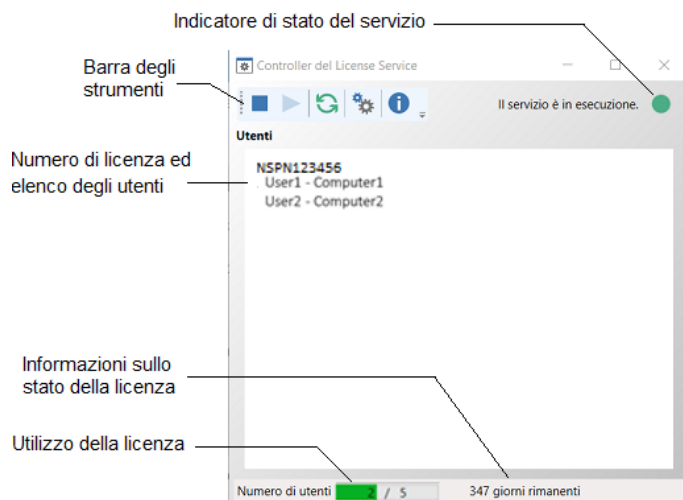 Indicatore di stato del servizio
Controller del License Service
Barra degli
strumenti
Il servizio è in esecuzione.
Utenti
Numero di licenza ed
elenco degli utenti
NSPN123456
User1 - Computer1
User2 - Computer2
Informazioni sullo
stato della licenza
Utilizzo della licenza
Numero di utenti 2 / 5 347 giorni rimanenti